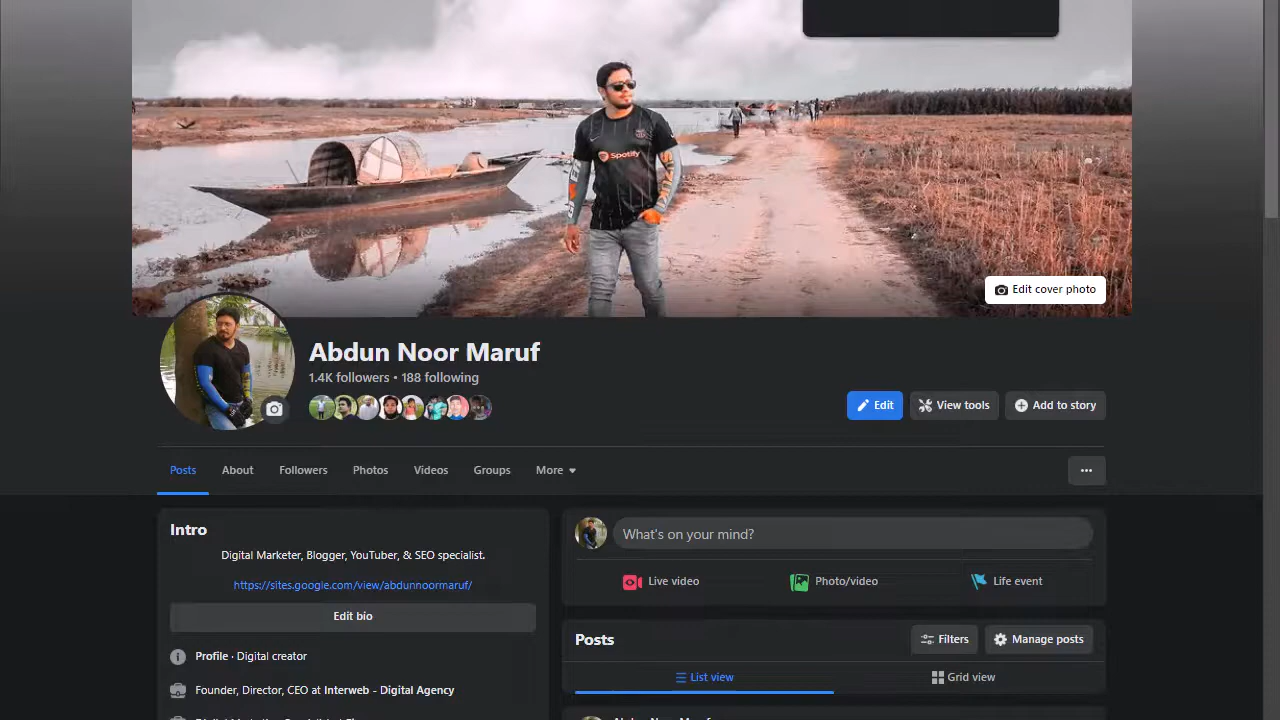 Spotify
Edit cover photo
Abdun Noor Maruf
1.4K followers • 188 following
Edit
View tools
Add to story
Posts
About
Followers
Photos
Videos
Groups
More
Intro
Digital Marketer, Blogger, YouTuber, & SEO specialist.
https://sites.google.com/view/abdunnoormaruf/
Edit bio
Profile · Digital creator
Founder, Director, CEO at Interweb - Digital Agency
What's on your mind?
Live video
Photo/video
Life event
Posts
Filters
Manage posts
List view
Grid view